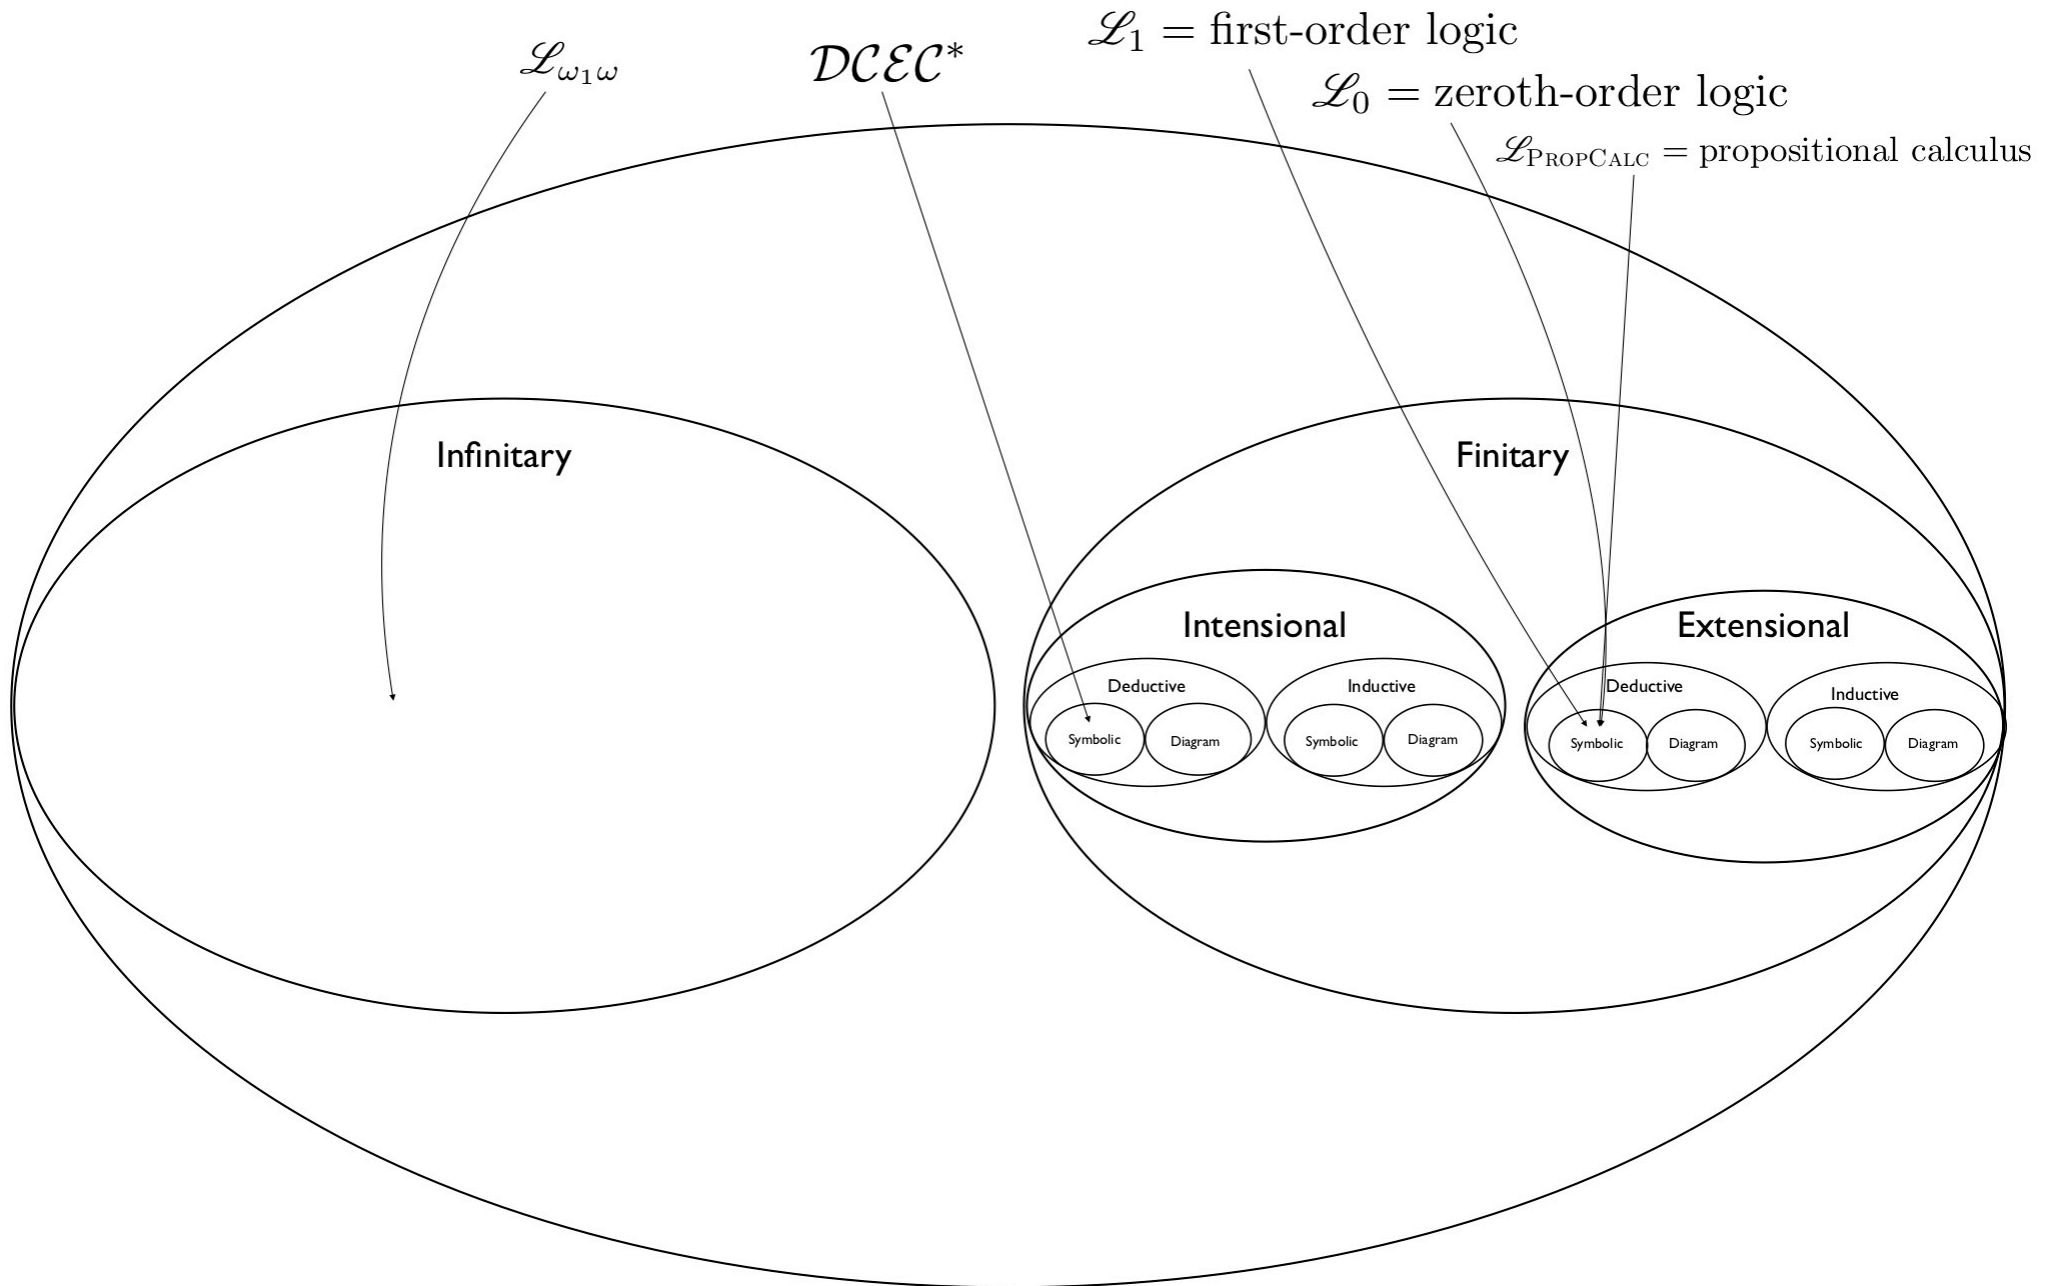 ℒ₁ = first-order logic
ℒ_{ω₁ω}
𝒟𝒞ℰ𝒞*
ℒ₀ = zeroth-order logic
ℒ_{PROPCALC} = propositional calculus
Infinitary
Finitary
Intensional
Extensional
Deductive
Inductive
Deductive
Inductive
Symbolic
Diagram
Symbolic
Diagram
Symbolic
Diagram
Symbolic
Diagram